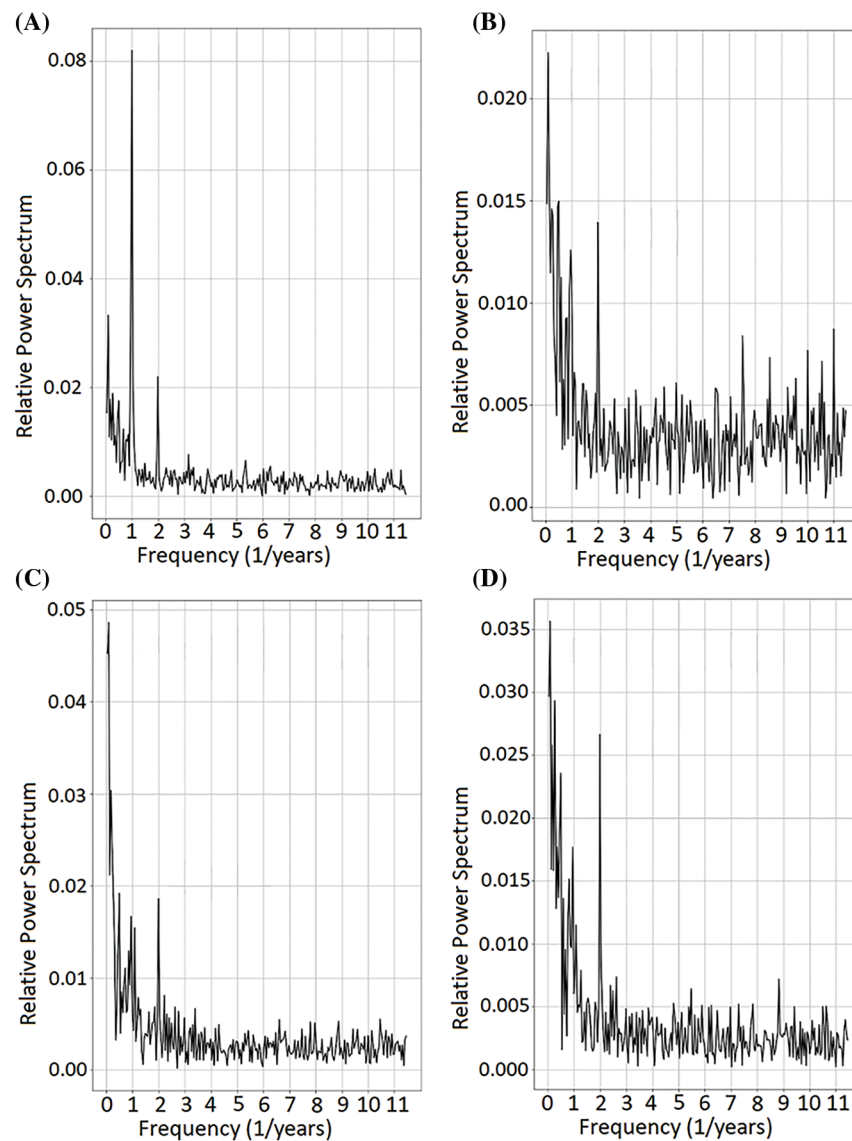 (A)
0.08
0.06
0.04
0.02
0.00
Relative Power Spectrum
0 1 2 3 4 5 6 7 8 9 10 11
Frequency (1/years)
(B)
0.020
0.015
0.010
0.005
0.00
Relative Power Spectrum
0 1 2 3 4 5 6 7 8 9 10 11
Frequency (1/years)
(C)
0.05
0.04
0.03
0.02
0.01
0.00
Relative Power Spectrum
0 1 2 3 4 5 6 7 8 9 10 11
Frequency (1/years)
(D)
0.035
0.030
0.025
0.020
0.015
0.010
0.005
0.000
Relative Power Spectrum
0 1 2 3 4 5 6 7 8 9 10 11
Frequency (1/years)